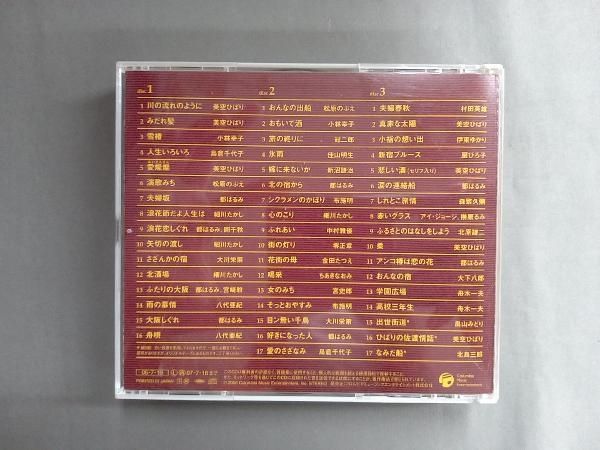 disc 1
1 川の流れのように 美空ひばり
2 みだれ髪 美空ひばり
3 雪椿 小林幸子
4 人生いろいろ 島倉千代子
5 愛燦燦 美空ひばり
6 演歌みち 松原のぶえ
7 夫婦坂 都はるみ
8 浪花節だよ人生は 細川たかし
9 浪花恋しぐれ 都はるみ、岡千秋
10 矢切の渡し 細川たかし
11 さざんかの宿 大川栄策
12 北酒場 細川たかし
13 ふたりの大阪 都はるみ、宮崎雅
14 雨の慕情 八代亜紀
15 大阪しぐれ 都はるみ
16 舟唄 八代亜紀
disc 2
1 おんなの出船 松原のぶえ
2 おもいで酒 小林幸子
3 旅の終りに 冠二郎
4 氷雨 佳山明生
5 嫁に来ないか 新沼謙治
6 北の宿から 都はるみ
7 シクラメンのかほり 布施明
8 心のこり 細川たかし
9 ふれあい 中村雅俊
10 街の灯り 堺正章
11 花街の母 金田たつえ
12 喝采 ちあきなおみ
13 女のみち 宮史郎
14 そっとおやすみ 布施明
15 目ン無い千鳥 大川栄策
16 好きになった人 都はるみ
17 愛のさざなみ 島倉千代子
disc 3
1 夫婦春秋 村田英雄
2 真赤な太陽 美空ひばり
3 小指の想い出 伊東ゆかり
4 新宿ブルース 扇ひろ子
5 悲しい酒(セリフ入り) 美空ひばり
6 涙の連絡船 都はるみ
7 しれとこ旅情 森繁久彌
8 赤いグラス アイ・ジョージ、榛原るみ
9 ふるさとのはなしをしよう 北原謙二
10 柔 美空ひばり
11 アンコ椿は恋の花 都はるみ
12 おんなの宿 大下八郎
13 学園広場 舟木一夫
14 高校三年生 舟木一夫
15 出世街道* 畠山みどり
16 ひばりの佐渡情話* 美空ひばり
17 なみだ船* 北島三郎
Columbia
Music
Entertainment